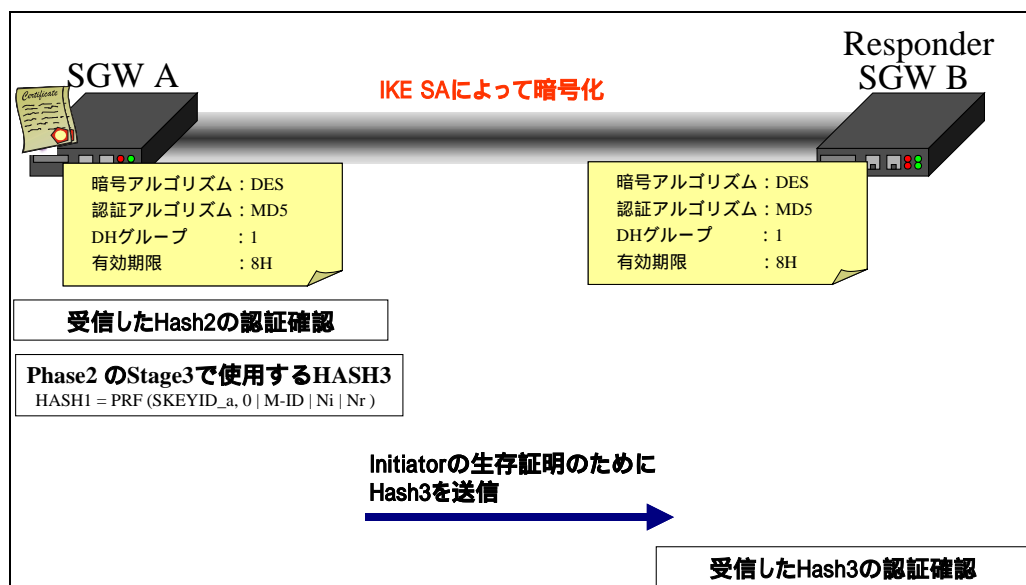 Responder
SGW A
SGW B
Certificate
IKE SAによって暗号化
暗号アルゴリズム：DES
認証アルゴリズム：MD5
DHグループ ：1
有効期限 ：8H
暗号アルゴリズム：DES
認証アルゴリズム：MD5
DHグループ ：1
有効期限 ：8H
受信したHash2の認証確認
Phase2 のStage3で使用するHASH3
HASH1 = PRF (SKEYID_a, 0 | M-ID | Ni | Nr )
Initiatorの生存証明のために
Hash3を送信
受信したHash3の認証確認